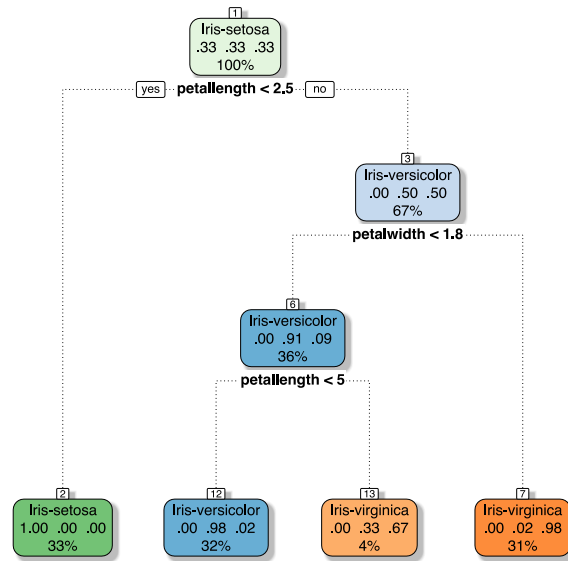 1
Iris-setosa
.33 .33 .33
100%
yes petallength < 2.5 no
3
Iris-versicolor
.00 .50 .50
67%
petalwidth < 1.8
6
Iris-versicolor
.00 .91 .09
36%
petallength < 5
2
Iris-setosa
1.00 .00 .00
33%
12
Iris-versicolor
.00 .98 .02
32%
13
Iris-virginica
.00 .33 .67
4%
7
Iris-virginica
.00 .02 .98
31%